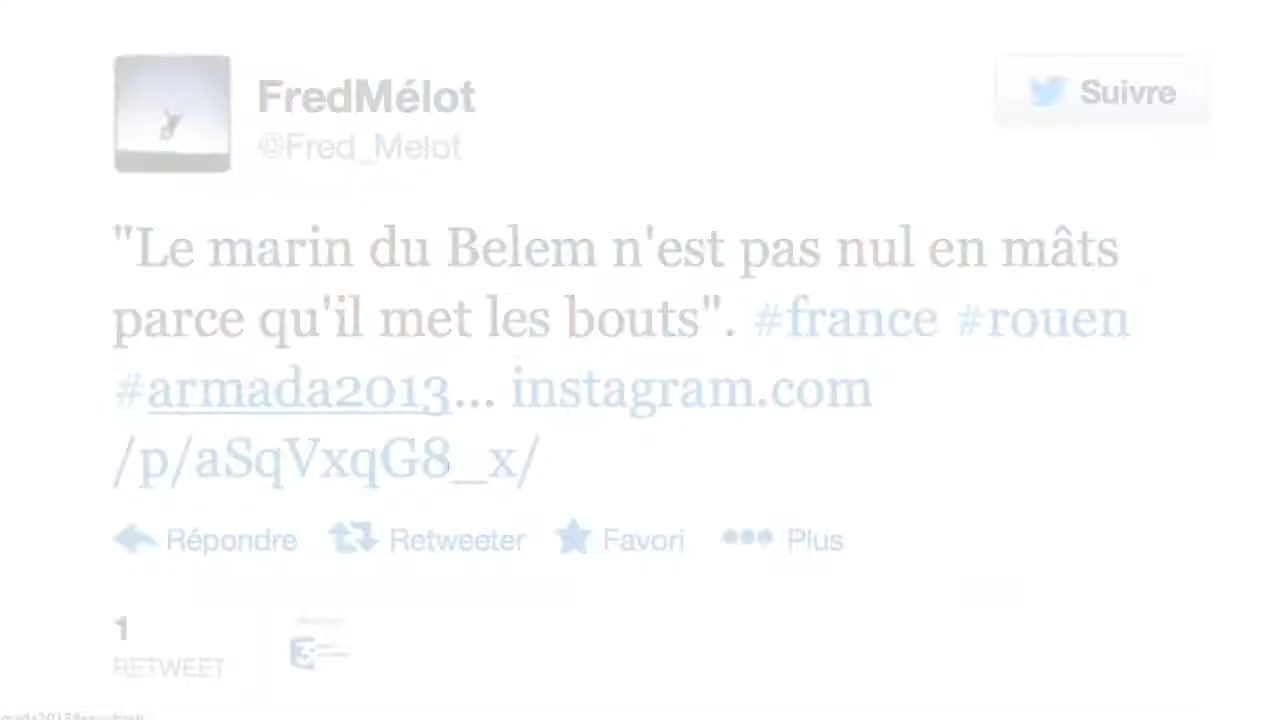 FredMélot
@Fred_Melot
Suivre
"Le marin du Belem n'est pas nul en mâts
parce qu'il met les bouts". #france #rouen
#armada2013... instagram.com
/p/aSqVxqG8_x/
Répondre Retweeter Favori Plus
1
RETWEET